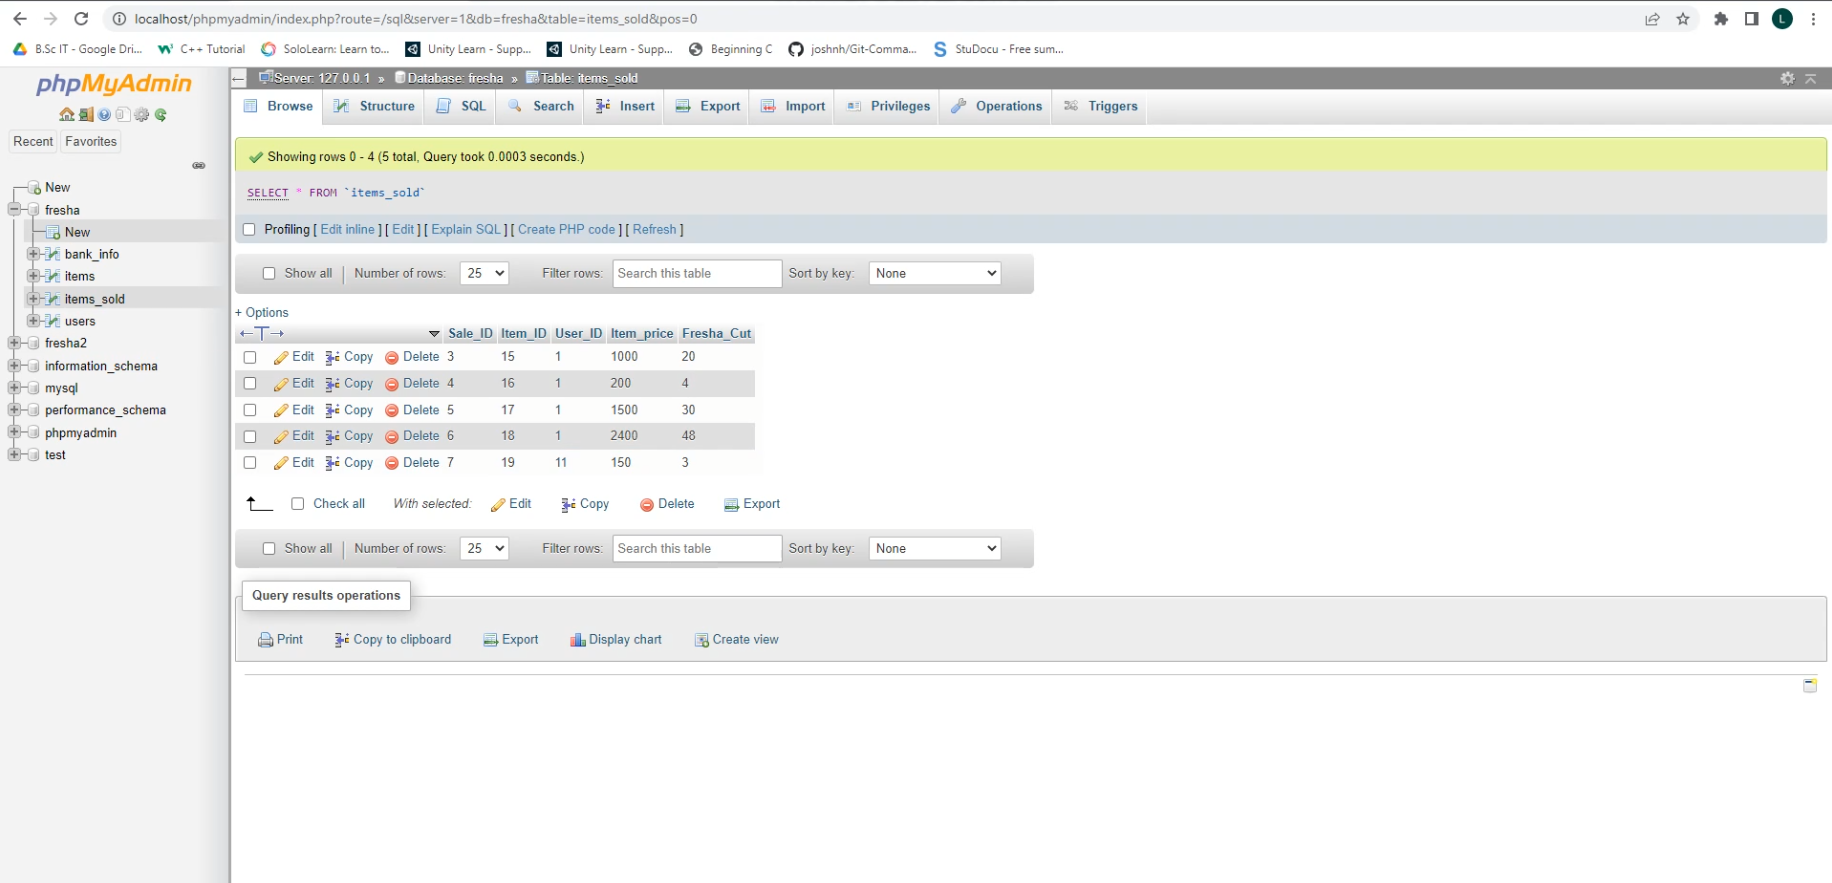 localhost/phpmyadmin/index.php?route=/sql&server=1&db=fresha&table=items_sold&pos=0
L
B.Sc IT - Google Dri... C++ Tutorial SoloLearn: Learn to... Unity Learn - Supp... Unity Learn - Supp... Beginning C joshnh/Git-Comma... StuDocu - Free sum...
phpMyAdmin
Recent Favorites
New
fresha
New
bank_info
items
items_sold
users
fresha2
information_schema
mysql
performance_schema
phpmyadmin
test
Server: 127.0.0.1 » Database: fresha » Table: items_sold
Browse Structure SQL Search Insert Export Import Privileges Operations Triggers
Showing rows 0 - 4 (5 total, Query took 0.0003 seconds.)
SELECT * FROM `items_sold`
Profiling [ Edit inline ] [ Edit ] [ Explain SQL ] [ Create PHP code ] [ Refresh ]
Show all Number of rows: 25 Filter rows: Search this table Sort by key: None
+ Options
←T→ Sale_ID Item_ID User_ID Item_price Fresha_Cut
Edit Copy Delete 3 15 1 1000 20
Edit Copy Delete 4 16 1 200 4
Edit Copy Delete 5 17 1 1500 30
Edit Copy Delete 6 18 1 2400 48
Edit Copy Delete 7 19 11 150 3
Check all With selected: Edit Copy Delete Export
Show all Number of rows: 25 Filter rows: Search this table Sort by key: None
Query results operations
Print Copy to clipboard Export Display chart Create view